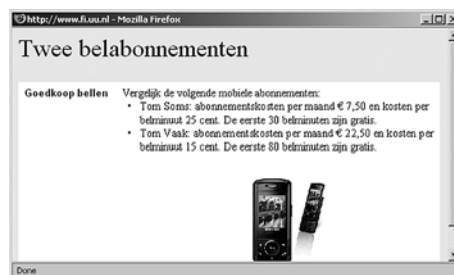 http://www.fi.uu.nl - Mozilla Firefox
Twee belabonnementen
Goedkoop bellen
Vergelijk de volgende mobiele abonnementen:
• Tom Soms: abonnementskosten per maand € 7,50 en kosten per
belminuut 25 cent. De eerste 30 belminuten zijn gratis.
• Tom Vaak: abonnementskosten per maand € 22,50 en kosten per
belminuut 15 cent. De eerste 80 belminuten zijn gratis.
Done